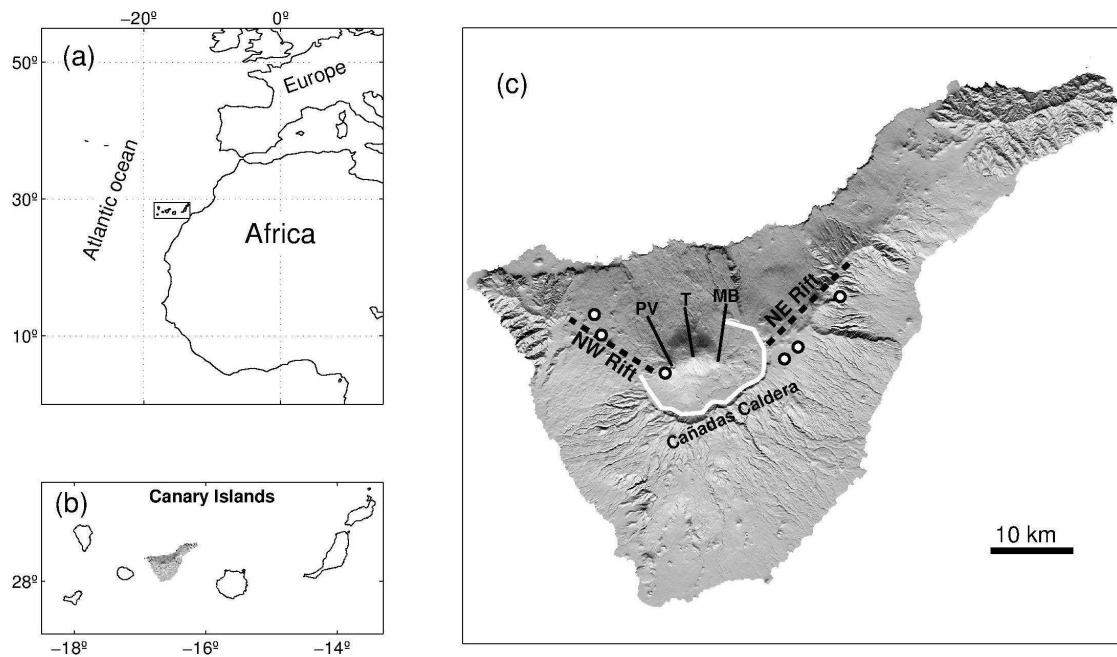 −20º 0º
(a)
50º
Europe
Atlantic ocean
30º
Africa
10º
(b)
Canary Islands
28º
−18º −16º −14º
(c)
PV T MB
NW Rift
NE Rift
Cañadas Caldera
10 km